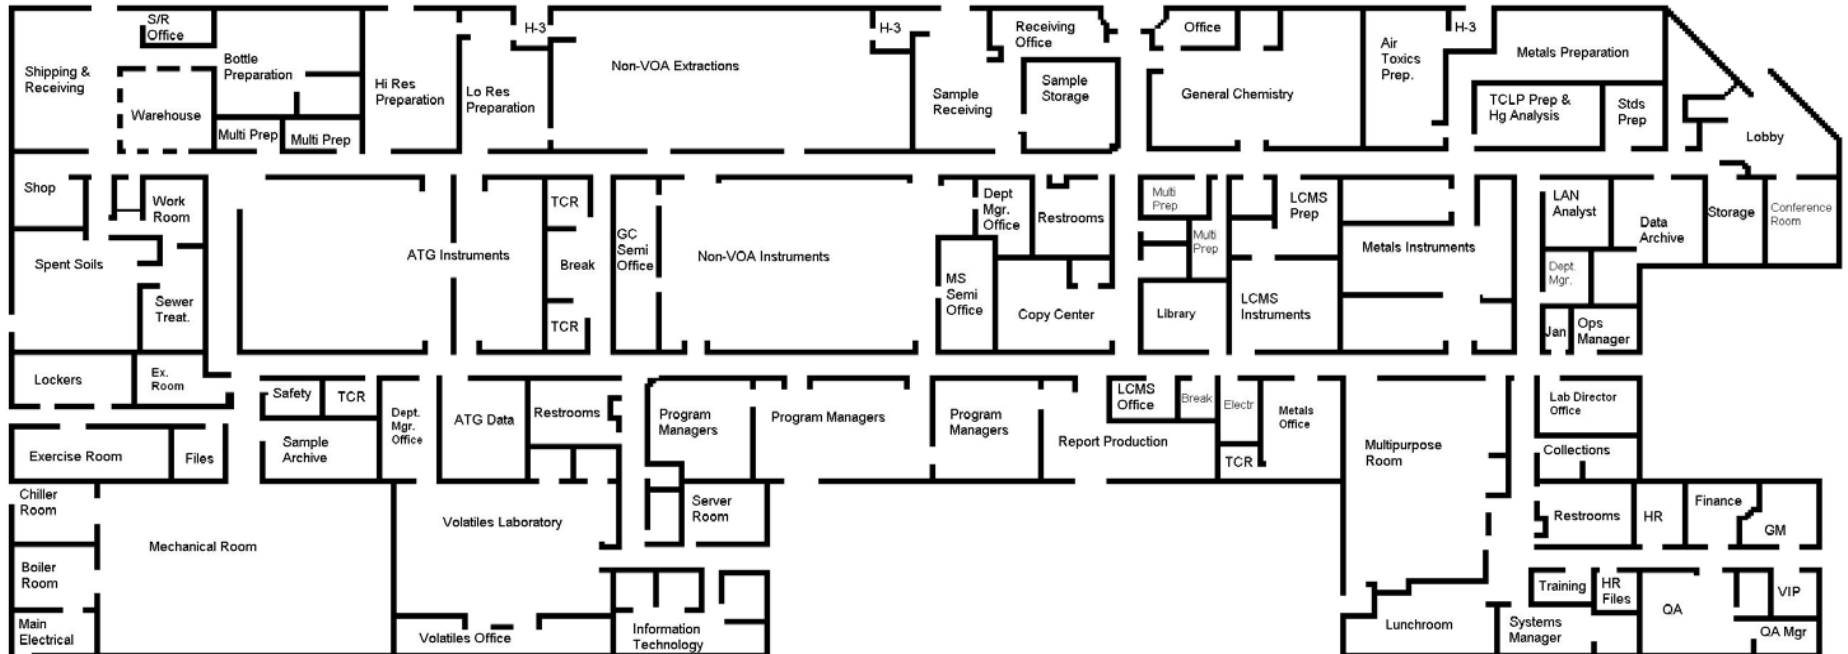 S/R
Office
Shipping &
Receiving
Bottle
Preparation
Warehouse
Multi Prep
Multi Prep
Hi Res
Preparation
Lo Res
Preparation
H-3
Non-VOA Extractions
H-3
Receiving
Office
Sample
Receiving
Sample
Storage
Office
General Chemistry
Air
Toxics
Prep.
H-3
Metals Preparation
TCLP Prep &
Hg Analysis
Stds
Prep
Lobby
Shop
Work
Room
Spent Soils
Sewer
Treat.
ATG Instruments
TCR
Break
TCR
GC
Semi
Office
Non-VOA Instruments
Dept
Mgr.
Office
Restrooms
MS
Semi
Office
Copy Center
Multi
Prep
Multi
Prep
Library
LCMS
Prep
LCMS
Instruments
Metals Instruments
LAN
Analyst
Data
Archive
Storage
Conference
Room
Dept.
Mgr.
Jan
Ops
Manager
Lockers
Ex.
Room
Safety
TCR
Dept.
Mgr.
Office
ATG Data
Restrooms
Program
Managers
Program Managers
Program
Managers
Report Production
LCMS
Office
Break
Electr
TCR
Metals
Office
Multipurpose
Room
Lab Director
Office
Collections
Exercise Room
Files
Sample
Archive
Chiller
Room
Mechanical Room
Boiler
Room
Main
Electrical
Volatiles Laboratory
Volatiles Office
Server
Room
Information
Technology
Restrooms
HR
Finance
GM
Training
HR
Files
QA
VIP
QA Mgr
Lunchroom
Systems
Manager